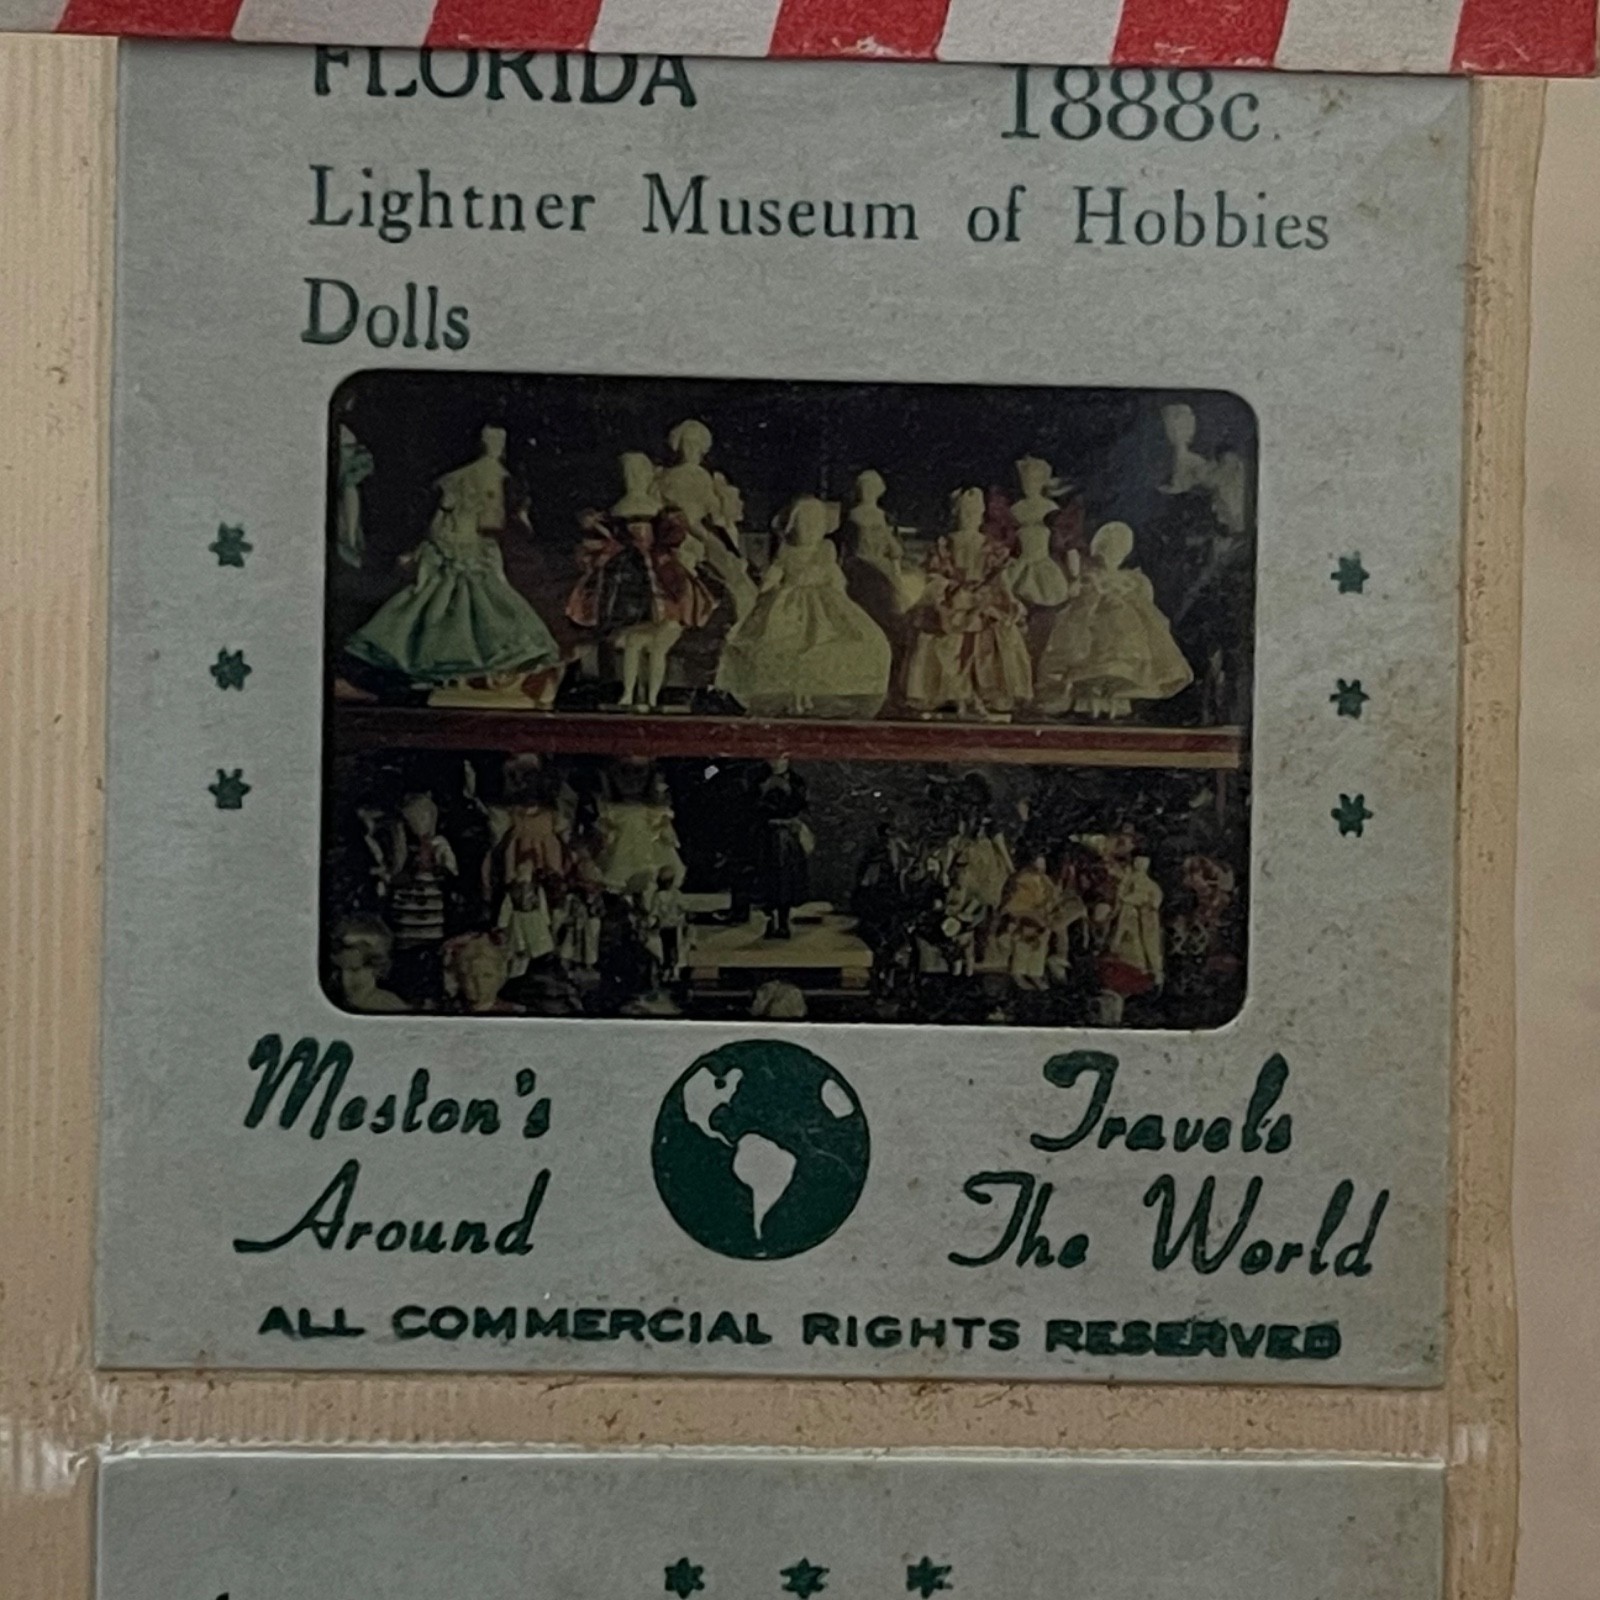 FLORIDA 1888c
Lightner Museum of Hobbies
Dolls
Meston's Travels
Around The World
ALL COMMERCIAL RIGHTS RESERVED